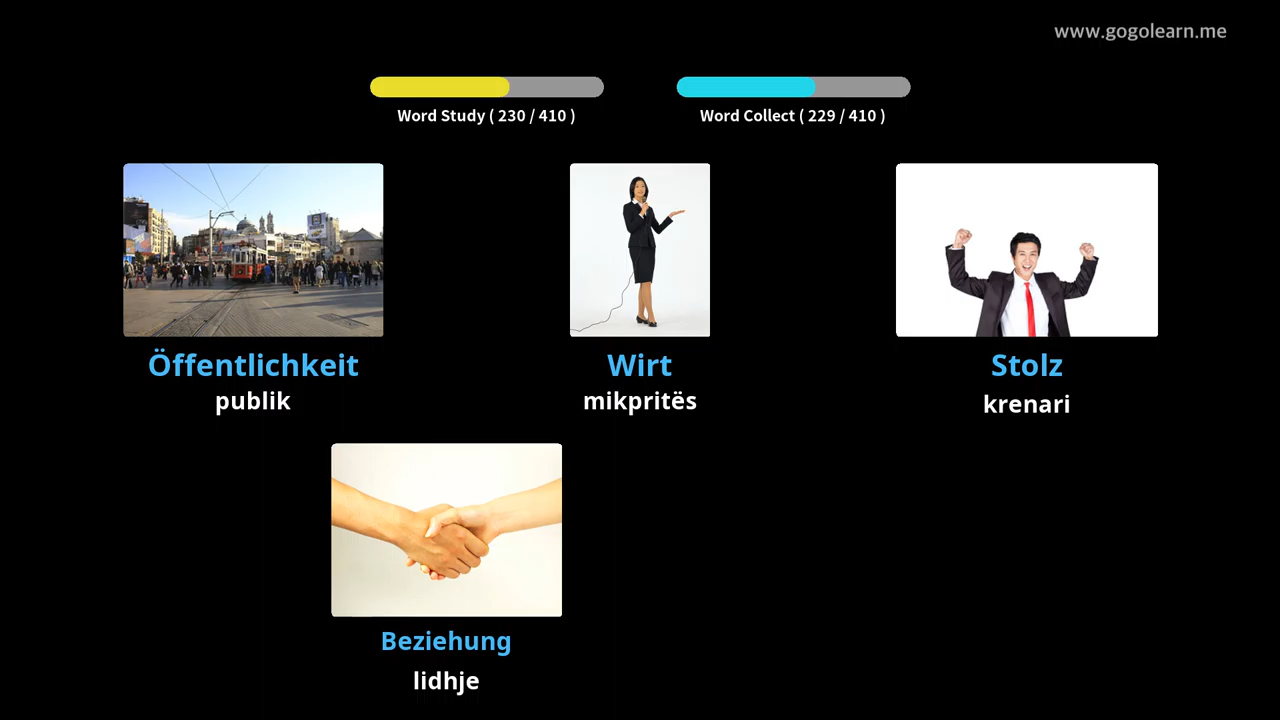 www.gogolearn.me
Word Study ( 230 / 410 )
Word Collect ( 229 / 410 )
Öffentlichkeit
publik
Wirt
mikpritës
Stolz
krenari
Beziehung
lidhje